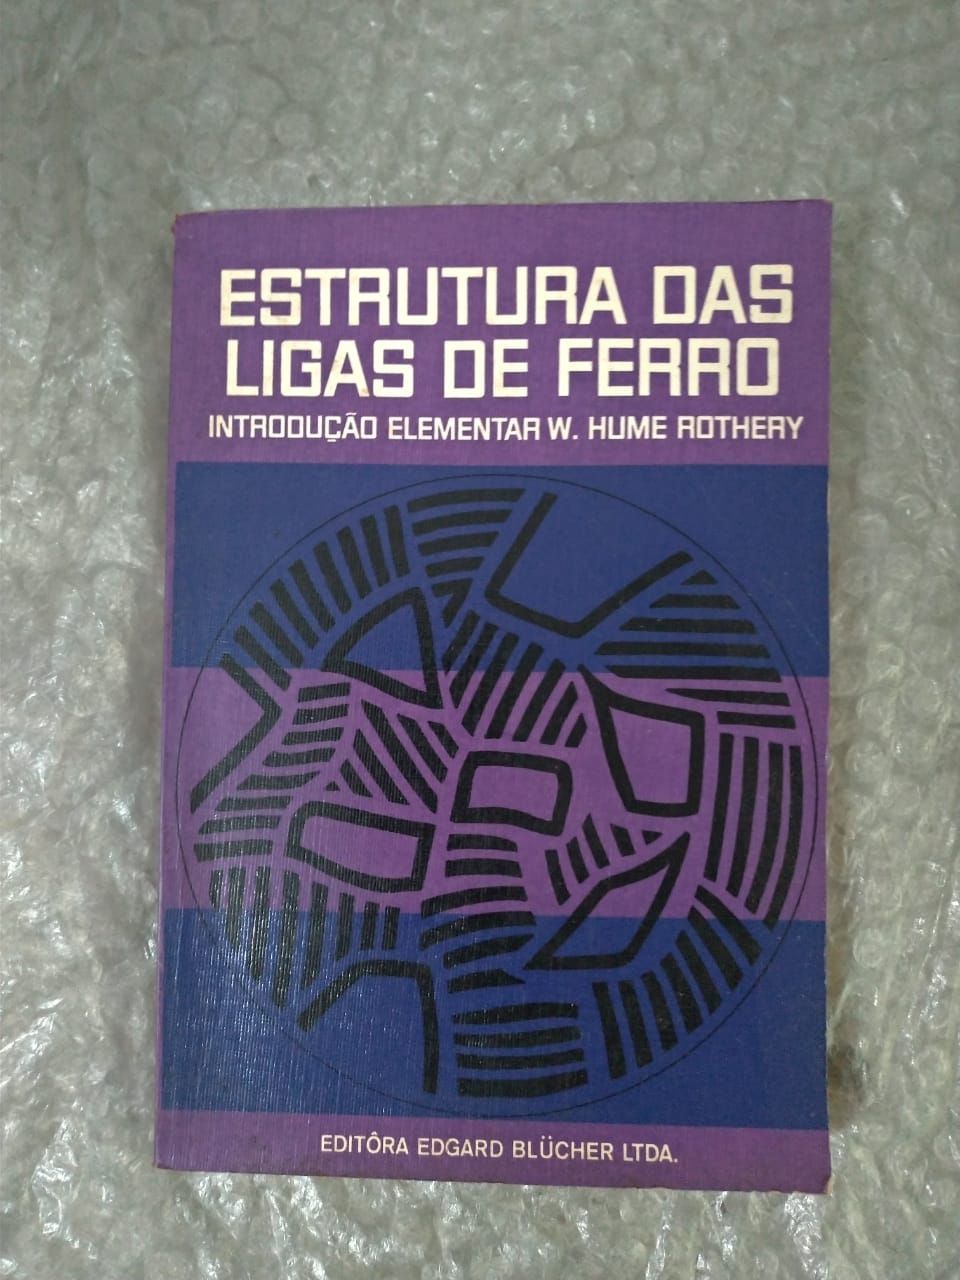 ESTRUTURA DAS
LIGAS DE FERRO
INTRODUÇÃO ELEMENTAR W. HUME ROTHERY
EDITÔRA EDGARD BLÜCHER LTDA.